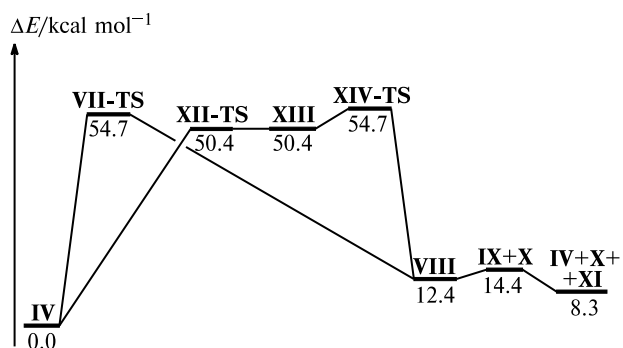 ΔE/kcal mol⁻¹
VII-TS
54.7
XII-TS
50.4
XIII
50.4
XIV-TS
54.7
IV
0.0
VIII
12.4
IX+X
14.4
IV+X+
+XI
8.3